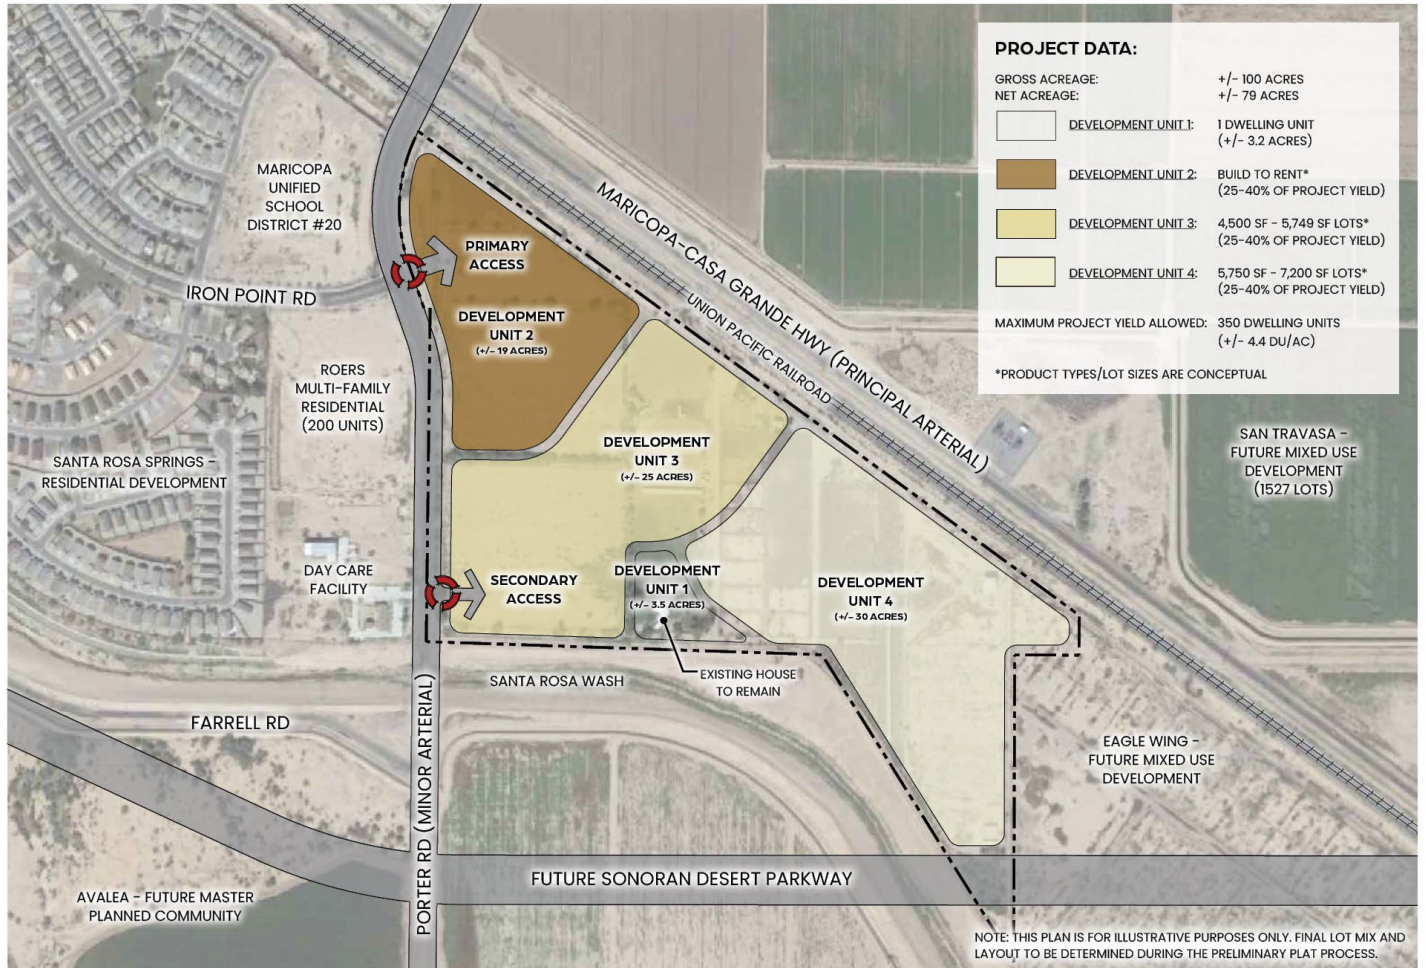 PROJECT DATA:
GROSS ACREAGE: +/- 100 ACRES
NET ACREAGE: +/- 79 ACRES
DEVELOPMENT UNIT 1: 1 DWELLING UNIT
(+/- 3.2 ACRES)
DEVELOPMENT UNIT 2: BUILD TO RENT*
(25-40% OF PROJECT YIELD)
DEVELOPMENT UNIT 3: 4,500 SF - 5,749 SF LOTS*
(25-40% OF PROJECT YIELD)
DEVELOPMENT UNIT 4: 5,750 SF - 7,200 SF LOTS*
(25-40% OF PROJECT YIELD)
MAXIMUM PROJECT YIELD ALLOWED: 350 DWELLING UNITS
(+/- 4.4 DU/AC)
*PRODUCT TYPES/LOT SIZES ARE CONCEPTUAL
MARICOPA
UNIFIED
SCHOOL
DISTRICT #20
MARICOPA-CASA GRANDE HWY (PRINCIPAL ARTERIAL)
UNION PACIFIC RAILROAD
PRIMARY
ACCESS
IRON POINT RD
DEVELOPMENT
UNIT 2
(+/- 19 ACRES)
ROERS
MULTI-FAMILY
RESIDENTIAL
(200 UNITS)
SANTA ROSA SPRINGS -
RESIDENTIAL DEVELOPMENT
DEVELOPMENT
UNIT 3
(+/- 25 ACRES)
SAN TRAVASA -
FUTURE MIXED USE
DEVELOPMENT
(1527 LOTS)
DAY CARE
FACILITY
SECONDARY
ACCESS
DEVELOPMENT
UNIT 1
(+/- 3.5 ACRES)
DEVELOPMENT
UNIT 4
(+/- 30 ACRES)
EXISTING HOUSE
TO REMAIN
SANTA ROSA WASH
FARRELL RD
PORTER RD (MINOR ARTERIAL)
EAGLE WING -
FUTURE MIXED USE
DEVELOPMENT
FUTURE SONORAN DESERT PARKWAY
AVALEA - FUTURE MASTER
PLANNED COMMUNITY
NOTE: THIS PLAN IS FOR ILLUSTRATIVE PURPOSES ONLY. FINAL LOT MIX AND
LAYOUT TO BE DETERMINED DURING THE PRELIMINARY PLAT PROCESS.